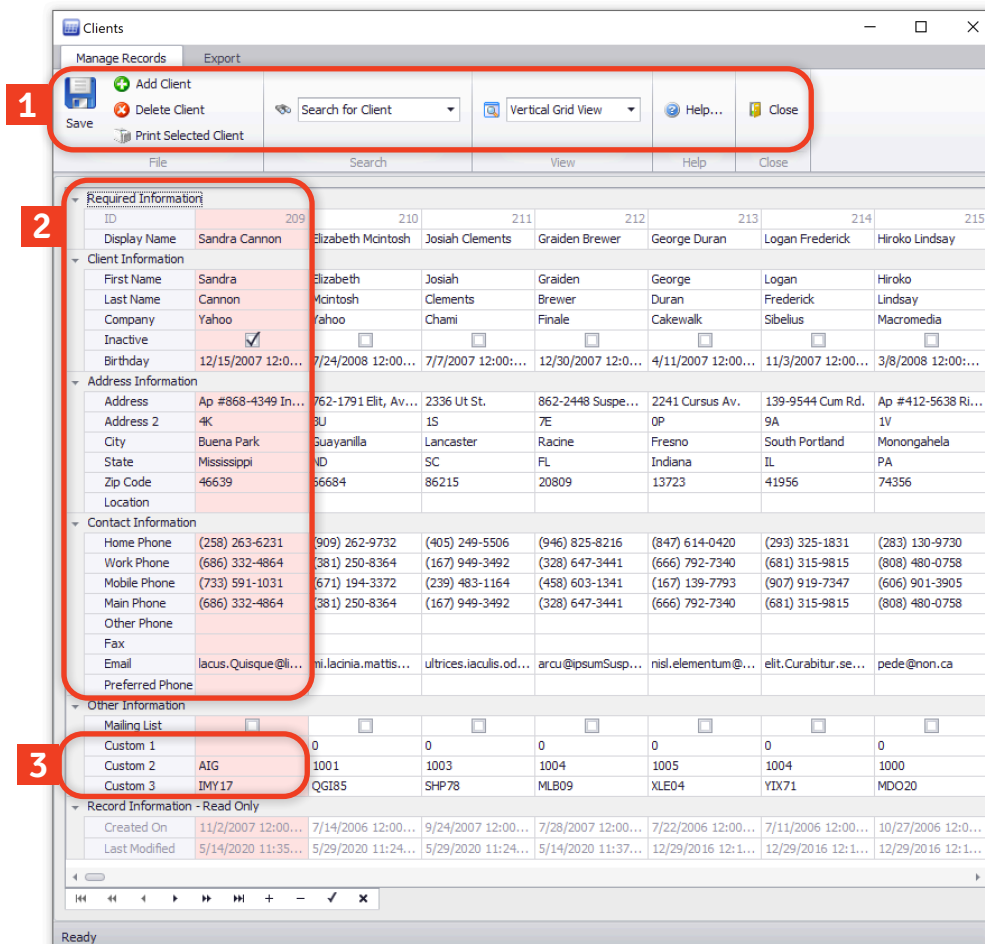 Clients
Manage Records Export
1
Save
Add Client
Delete Client
Print Selected Client
Search for Client
Vertical Grid View
Help...
Close
File Search View Help Close
2
Required Information
ID 209 210 211 212 213 214 215
Display Name Sandra Cannon Elizabeth Mcintosh Josiah Clements Graiden Brewer George Duran Logan Frederick Hiroko Lindsay
Client Information
First Name Sandra Elizabeth Josiah Graiden George Logan Hiroko
Last Name Cannon Mcintosh Clements Brewer Duran Frederick Lindsay
Company Yahoo Yahoo Chami Finale Cakewalk Sibelius Macromedia
Inactive
Birthday 12/15/2007 12:0... 7/24/2008 12:00... 7/7/2007 12:00:... 12/30/2007 12:0... 4/11/2007 12:00... 11/3/2007 12:00... 3/8/2008 12:00:...
Address Information
Address Ap #868-4349 In... 762-1791 Elit, Av... 2336 Ut St. 862-2448 Suspe... 2241 Cursus Av. 139-9544 Cum Rd. Ap #412-5638 Ri...
Address 2 4K 3U 1S 7E 0P 9A 1V
City Buena Park Guayanilla Lancaster Racine Fresno South Portland Monongahela
State Mississippi ND SC FL Indiana IL PA
Zip Code 46639 66684 86215 20809 13723 41956 74356
Location
Contact Information
Home Phone (258) 263-6231 (909) 262-9732 (405) 249-5506 (946) 825-8216 (847) 614-0420 (293) 325-1831 (283) 130-9730
Work Phone (686) 332-4864 (381) 250-8364 (167) 949-3492 (328) 647-3441 (666) 792-7340 (681) 315-9815 (808) 480-0758
Mobile Phone (733) 591-1031 (671) 194-3372 (239) 483-1164 (458) 603-1341 (167) 139-7793 (907) 919-7347 (606) 901-3905
Main Phone (686) 332-4864 (381) 250-8364 (167) 949-3492 (328) 647-3441 (666) 792-7340 (681) 315-9815 (808) 480-0758
Other Phone
Fax
Email lacus.Quisque@li... mi.lacinia.mattis... ultrices.iaculis.od... arcu@ipsumSusp... nisl.elementum@... elit.Curabitur.se... pede@non.ca
Preferred Phone
Other Information
Mailing List
3
Custom 1 0 0 0 0 0 0
Custom 2 AIG 1001 1003 1004 1005 1004 1000
Custom 3 IMY17 QGI85 SHP78 MLB09 XLE04 YIX71 MDO20
Record Information - Read Only
Created On 11/2/2007 12:00... 7/14/2006 12:00... 9/24/2007 12:00... 7/28/2007 12:00... 7/22/2006 12:00... 7/11/2006 12:00... 10/27/2006 12:0...
Last Modified 5/14/2020 11:35... 5/29/2020 11:24... 5/29/2020 11:24... 5/14/2020 11:37... 12/29/2016 12:1... 12/29/2016 12:1... 12/29/2016 12:1...
Ready